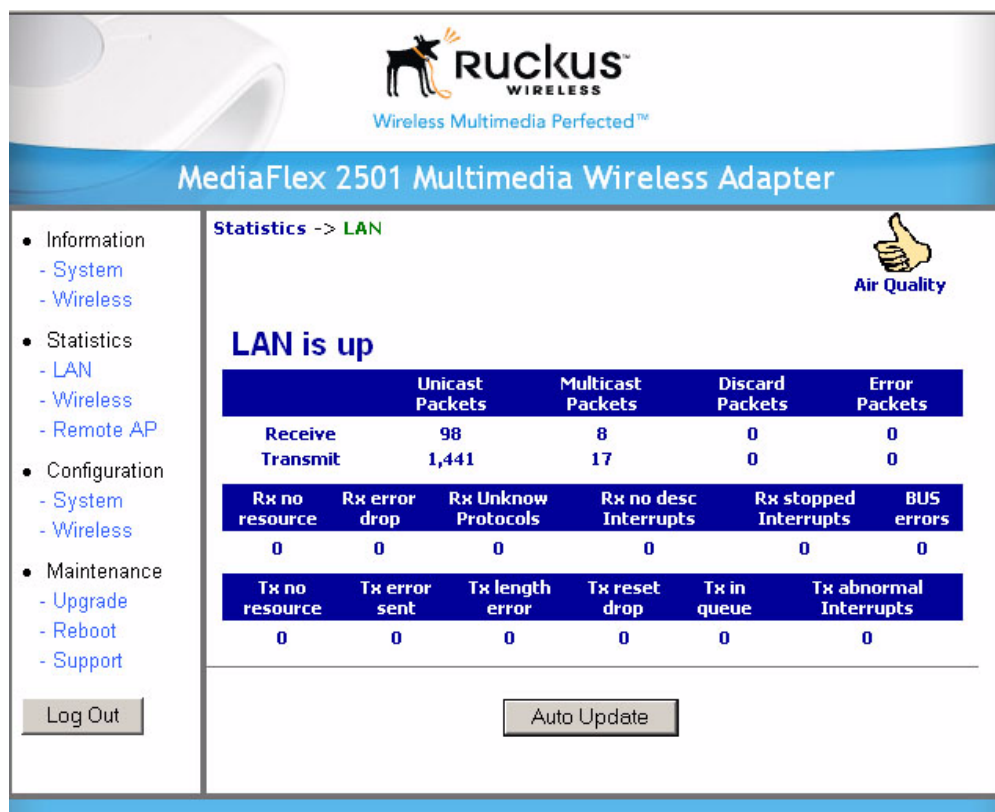 RUCKUS™
WIRELESS
Wireless Multimedia Perfected™
MediaFlex 2501 Multimedia Wireless Adapter
• Information
- System
- Wireless
• Statistics
- LAN
- Wireless
- Remote AP
• Configuration
- System
- Wireless
• Maintenance
- Upgrade
- Reboot
- Support
Log Out
Statistics -> LAN
Air Quality
LAN is up
Unicast Packets Multicast Packets Discard Packets Error Packets
Receive 98 8 0 0
Transmit 1,441 17 0 0
Rx no resource Rx error drop Rx Unknow Protocols Rx no desc Interrupts Rx stopped Interrupts BUS errors
0 0 0 0 0 0
Tx no resource Tx error sent Tx length error Tx reset drop Tx in queue Tx abnormal Interrupts
0 0 0 0 0 0
Auto Update